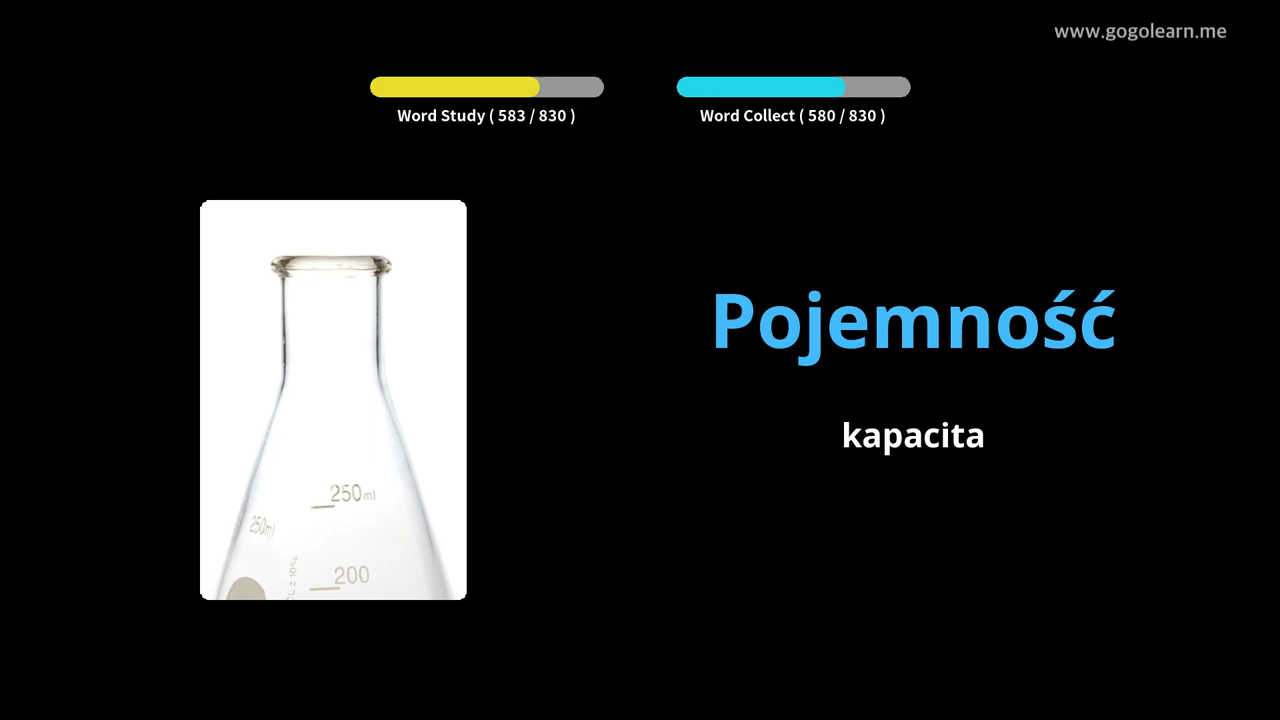 www.gogolearn.me
Word Study ( 583 / 830 )
Word Collect ( 580 / 830 )
Pojemność
kapacita
250ml
250ml
200